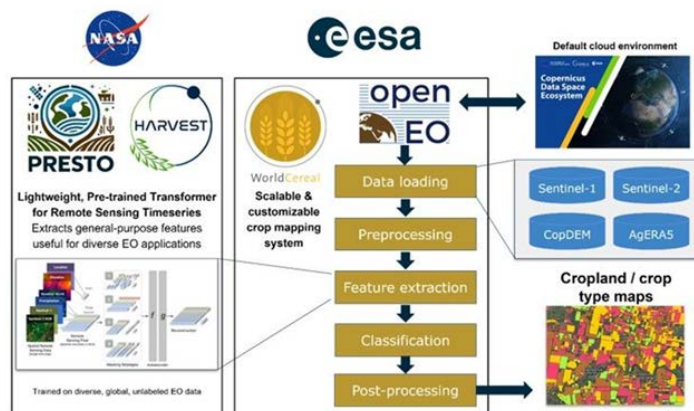 NASA
esa
PRESTO
HARVEST
Lightweight, Pre-trained Transformer
for Remote Sensing Timeseries
Extracts general-purpose features
useful for diverse EO applications
Trained on diverse, global, unlabeled EO data
WorldCereal
Scalable &
customizable
crop mapping
system
open
EO
Data loading
Preprocessing
Feature extraction
Classification
Post-processing
Default cloud environment
Copernicus
Data Space
Ecosystem
Sentinel-1
Sentinel-2
CopDEM
AgERA5
Cropland / crop
type maps